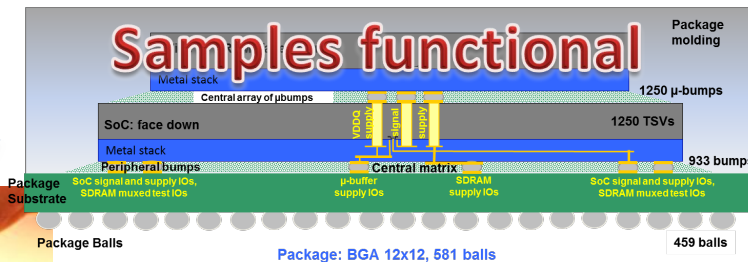 Package
molding
Samples functional
Metal stack
1250 µ-bumps
Central array of µbumps
SoC: face down
VDDQ
supply
signal
supply
1250 TSVs
Metal stack
933 bumps
Peripheral bumps
Central matrix
Package
Substrate
SoC signal and supply IOs,
SDRAM muxed test IOs
µ-buffer
supply IOs
SDRAM
supply IOs
SoC signal and supply IOs,
SDRAM muxed test IOs
Package Balls
459 balls
Package: BGA 12x12, 581 balls